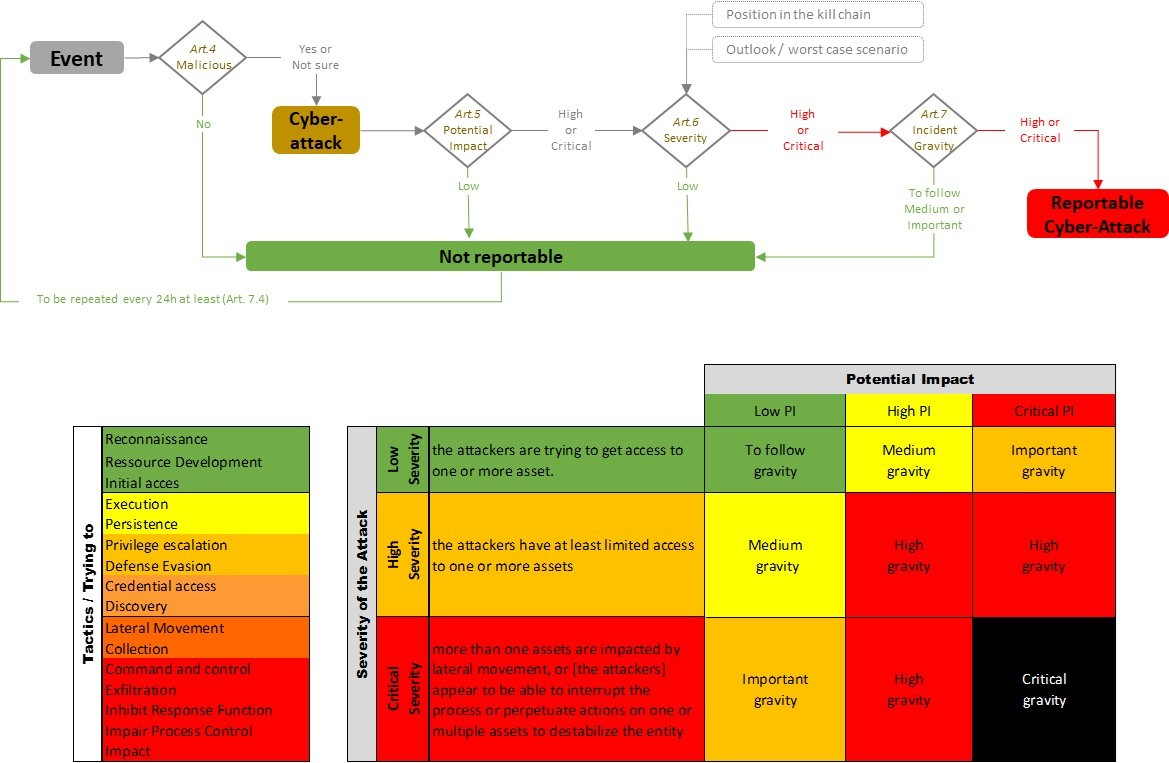 Position in the kill chain
Outlook / worst case scenario
Event
Art.4
Malicious
Yes or
Not sure
No
Cyber-
attack
Art.5
Potential
Impact
High
or
Critical
Low
Art.6
Severity
High
or
Critical
Low
Art.7
Incident
Gravity
High or
Critical
To follow
Medium or
Important
Reportable
Cyber-Attack
Not reportable
To be repeated every 24h at least (Art. 7.4)
Tactics / Trying to
Reconnaissance
Ressource Development
Initial acces
Execution
Persistence
Privilege escalation
Defense Evasion
Credential access
Discovery
Lateral Movement
Collection
Command and control
Exfiltration
Inhibit Response Function
Impair Process Control
Impact
Potential Impact
Low PI
High PI
Critical PI
Severity of the Attack
Low
Severity
the attackers are trying to get access to
one or more asset.
To follow
gravity
Medium
gravity
Important
gravity
High
Severity
the attackers have at least limited access
to one or more assets
Medium
gravity
High
gravity
High
gravity
Critical
Severity
more than one assets are impacted by
lateral movement, or [the attackers]
appear to be able to interrupt the
process or perpetuate actions on one or
multiple assets to destabilize the entity
Important
gravity
High
gravity
Critical
gravity